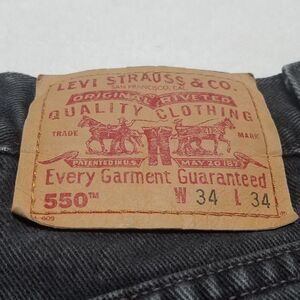 LEVI STRAUSS & CO.
SAN FRANCISCO, CAL.
ORIGINAL RIVETED
QUALITY CLOTHING
TRADE MARK
PATENTED IN U.S. MAY 20 187
Every Garment Guaranteed
550™ W 34 L 34